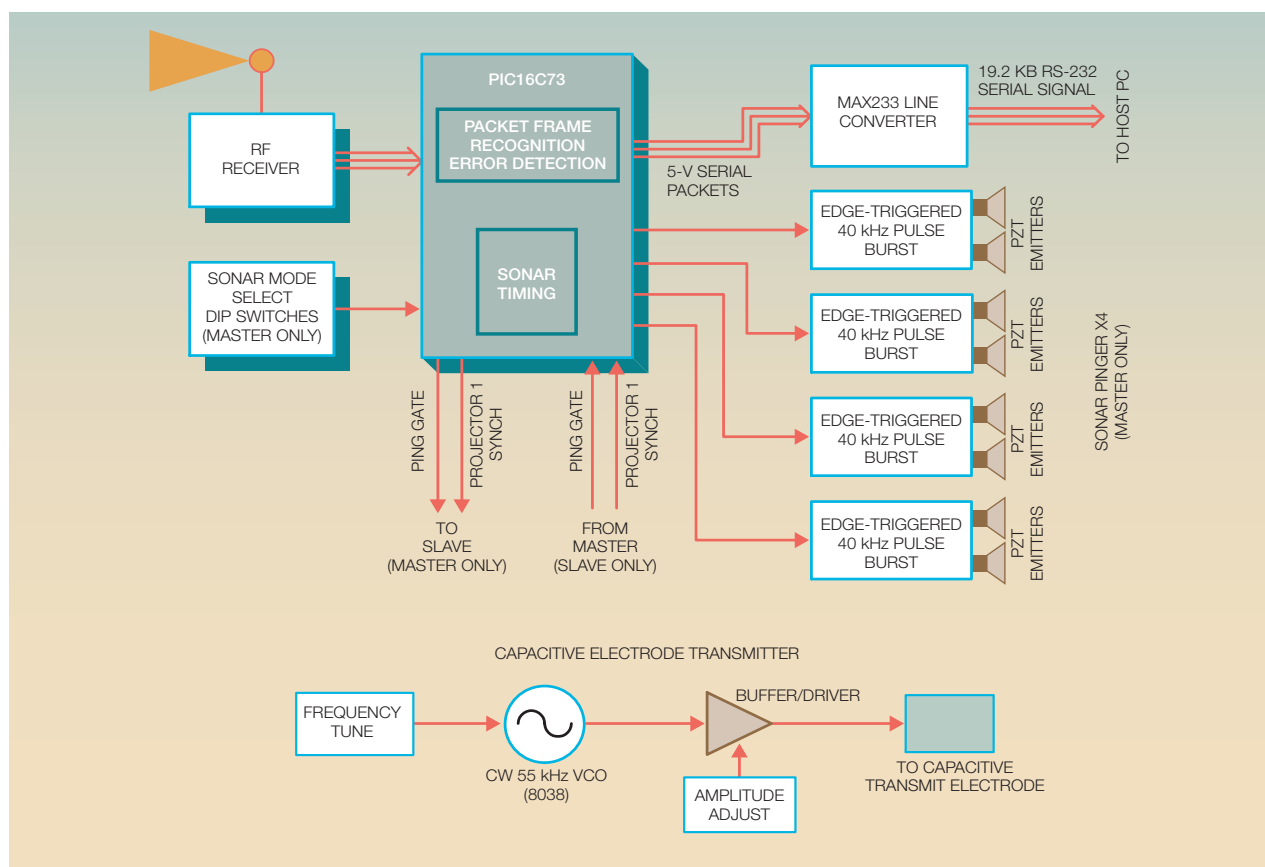 PIC16C73
PACKET FRAME
RECOGNITION
ERROR DETECTION
SONAR
TIMING
RF
RECEIVER
SONAR MODE
SELECT
DIP SWITCHES
(MASTER ONLY)
MAX233 LINE
CONVERTER
19.2 KB RS-232
SERIAL SIGNAL
TO HOST PC
5-V SERIAL
PACKETS
EDGE-TRIGGERED
40 kHz PULSE
BURST
PZT
EMITTERS
EDGE-TRIGGERED
40 kHz PULSE
BURST
PZT
EMITTERS
EDGE-TRIGGERED
40 kHz PULSE
BURST
PZT
EMITTERS
EDGE-TRIGGERED
40 kHz PULSE
BURST
PZT
EMITTERS
SONAR PINGER X4
(MASTER ONLY)
PING GATE
PROJECTOR 1
SYNCH
PING GATE
PROJECTOR 1
SYNCH
TO
SLAVE
(MASTER ONLY)
FROM
MASTER
(SLAVE ONLY)
CAPACITIVE ELECTRODE TRANSMITTER
FREQUENCY
TUNE
CW 55 kHz VCO
(8038)
BUFFER/DRIVER
AMPLITUDE
ADJUST
TO CAPACITIVE
TRANSMIT ELECTRODE